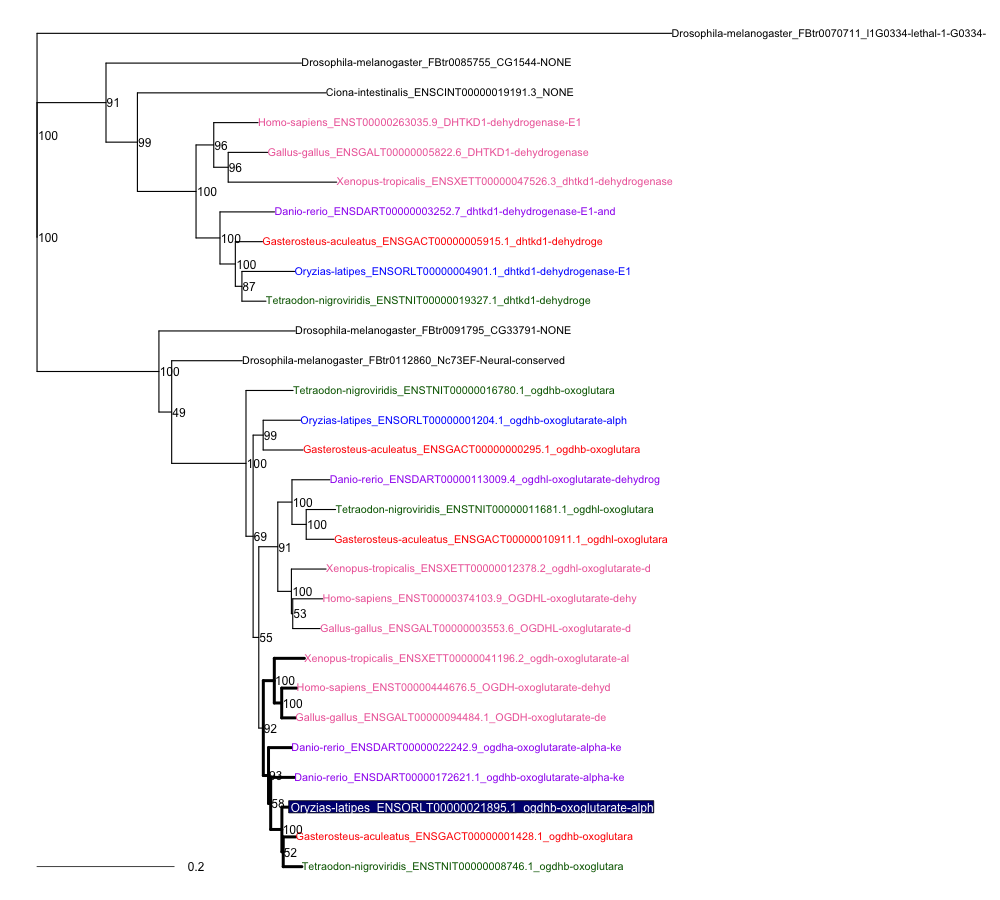 Drosophila-melanogaster_FBtr0070711_l1G0334-lethal-1-G0334-
Drosophila-melanogaster_FBtr0085755_CG1544-NONE
91
Ciona-intestinalis_ENSCINT00000019191.3_NONE
Homo-sapiens_ENST00000263035.9_DHTKD1-dehydrogenase-E1
100
99
96
Gallus-gallus_ENSGALT00000005822.6_DHTKD1-dehydrogenase
96
Xenopus-tropicalis_ENSXETT00000047526.3_dhtkd1-dehydrogenase
100
Danio-rerio_ENSDART00000003252.7_dhtkd1-dehydrogenase-E1-and
100
100
Gasterosteus-aculeatus_ENSGACT00000005915.1_dhtkd1-dehydroge
100
Oryzias-latipes_ENSORLT00000004901.1_dhtkd1-dehydrogenase-E1
87
Tetraodon-nigroviridis_ENSTNIT00000019327.1_dhtkd1-dehydroge
Drosophila-melanogaster_FBtr0091795_CG33791-NONE
Drosophila-melanogaster_FBtr0112860_Nc73EF-Neural-conserved
100
Tetraodon-nigroviridis_ENSTNIT00000016780.1_ogdhb-oxoglutara
49
Oryzias-latipes_ENSORLT00000001204.1_ogdhb-oxoglutarate-alph
99
Gasterosteus-aculeatus_ENSGACT00000000295.1_ogdhb-oxoglutara
100
Danio-rerio_ENSDART00000113009.4_ogdhl-oxoglutarate-dehydrog
100
Tetraodon-nigroviridis_ENSTNIT00000011681.1_ogdhl-oxoglutara
100
69
Gasterosteus-aculeatus_ENSGACT00000010911.1_ogdhl-oxoglutara
91
Xenopus-tropicalis_ENSXETT00000012378.2_ogdhl-oxoglutarate-d
100
Homo-sapiens_ENST00000374103.9_OGDHL-oxoglutarate-dehy
53
Gallus-gallus_ENSGALT00000003553.6_OGDHL-oxoglutarate-d
55
Xenopus-tropicalis_ENSXETT00000041196.2_ogdh-oxoglutarate-al
100
Homo-sapiens_ENST00000444676.5_OGDH-oxoglutarate-dehyd
100
Gallus-gallus_ENSGALT00000094484.1_OGDH-oxoglutarate-de
92
Danio-rerio_ENSDART00000022242.9_ogdha-oxoglutarate-alpha-ke
93
Danio-rerio_ENSDART00000172621.1_ogdhb-oxoglutarate-alpha-ke
58
Oryzias-latipes_ENSORLT00000021895.1_ogdhb-oxoglutarate-alph
100
Gasterosteus-aculeatus_ENSGACT00000001428.1_ogdhb-oxoglutara
52
Tetraodon-nigroviridis_ENSTNIT00000008746.1_ogdhb-oxoglutara
0.2